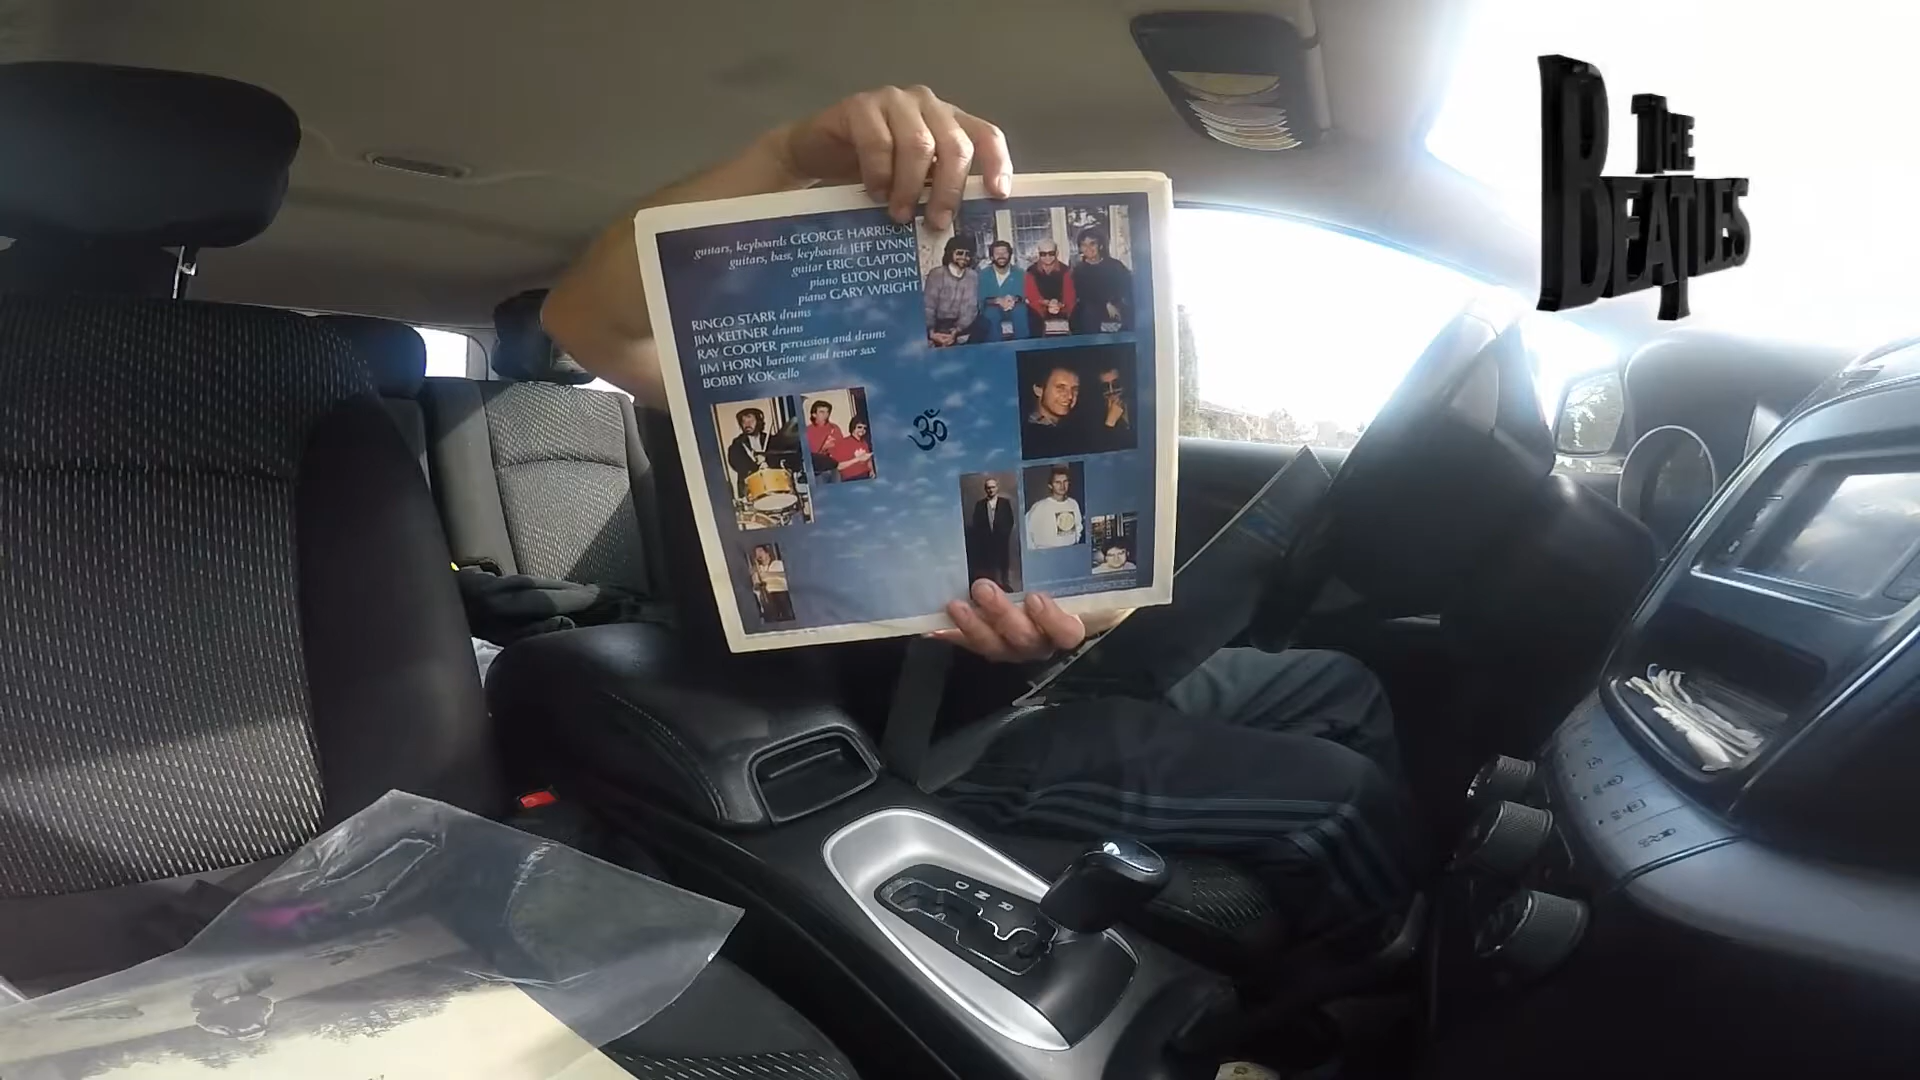 guitars, keyboards GEORGE HARRISON
guitars, bass, keyboards JEFF LYNNE
guitar ERIC CLAPTON
piano ELTON JOHN
piano GARY WRIGHT
RINGO STARR drums
JIM KELTNER drums
RAY COOPER percussion and drums
JIM HORN baritone and tenor sax
BOBBY KOK cello
ॐ
THE
BEATLES
R
N
D